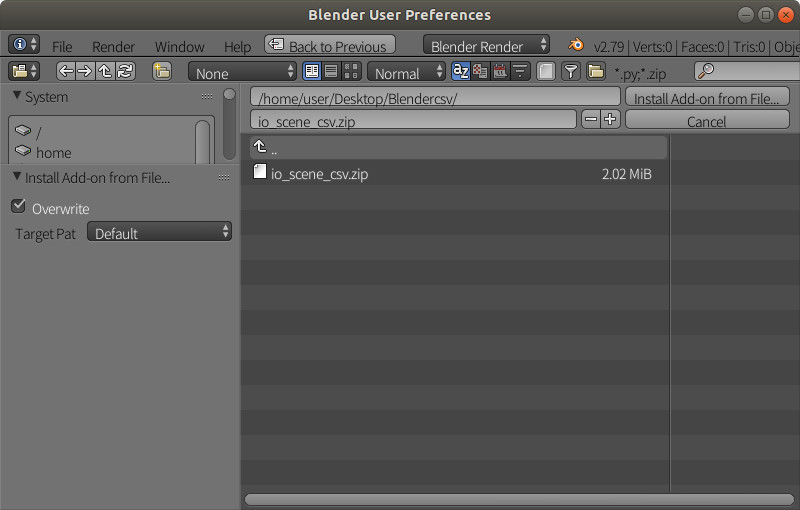 Blender User Preferences
File Render Window Help Back to Previous Blender Render v2.79 | Verts:0 | Faces:0 | Tris:0 | Obje
None Normal *.py;*.zip
System
/
home
Install Add-on from File...
Overwrite
Target Pat Default
/home/user/Desktop/Blendercsv/ Install Add-on from File...
io_scene_csv.zip Cancel
..
io_scene_csv.zip 2.02 MiB